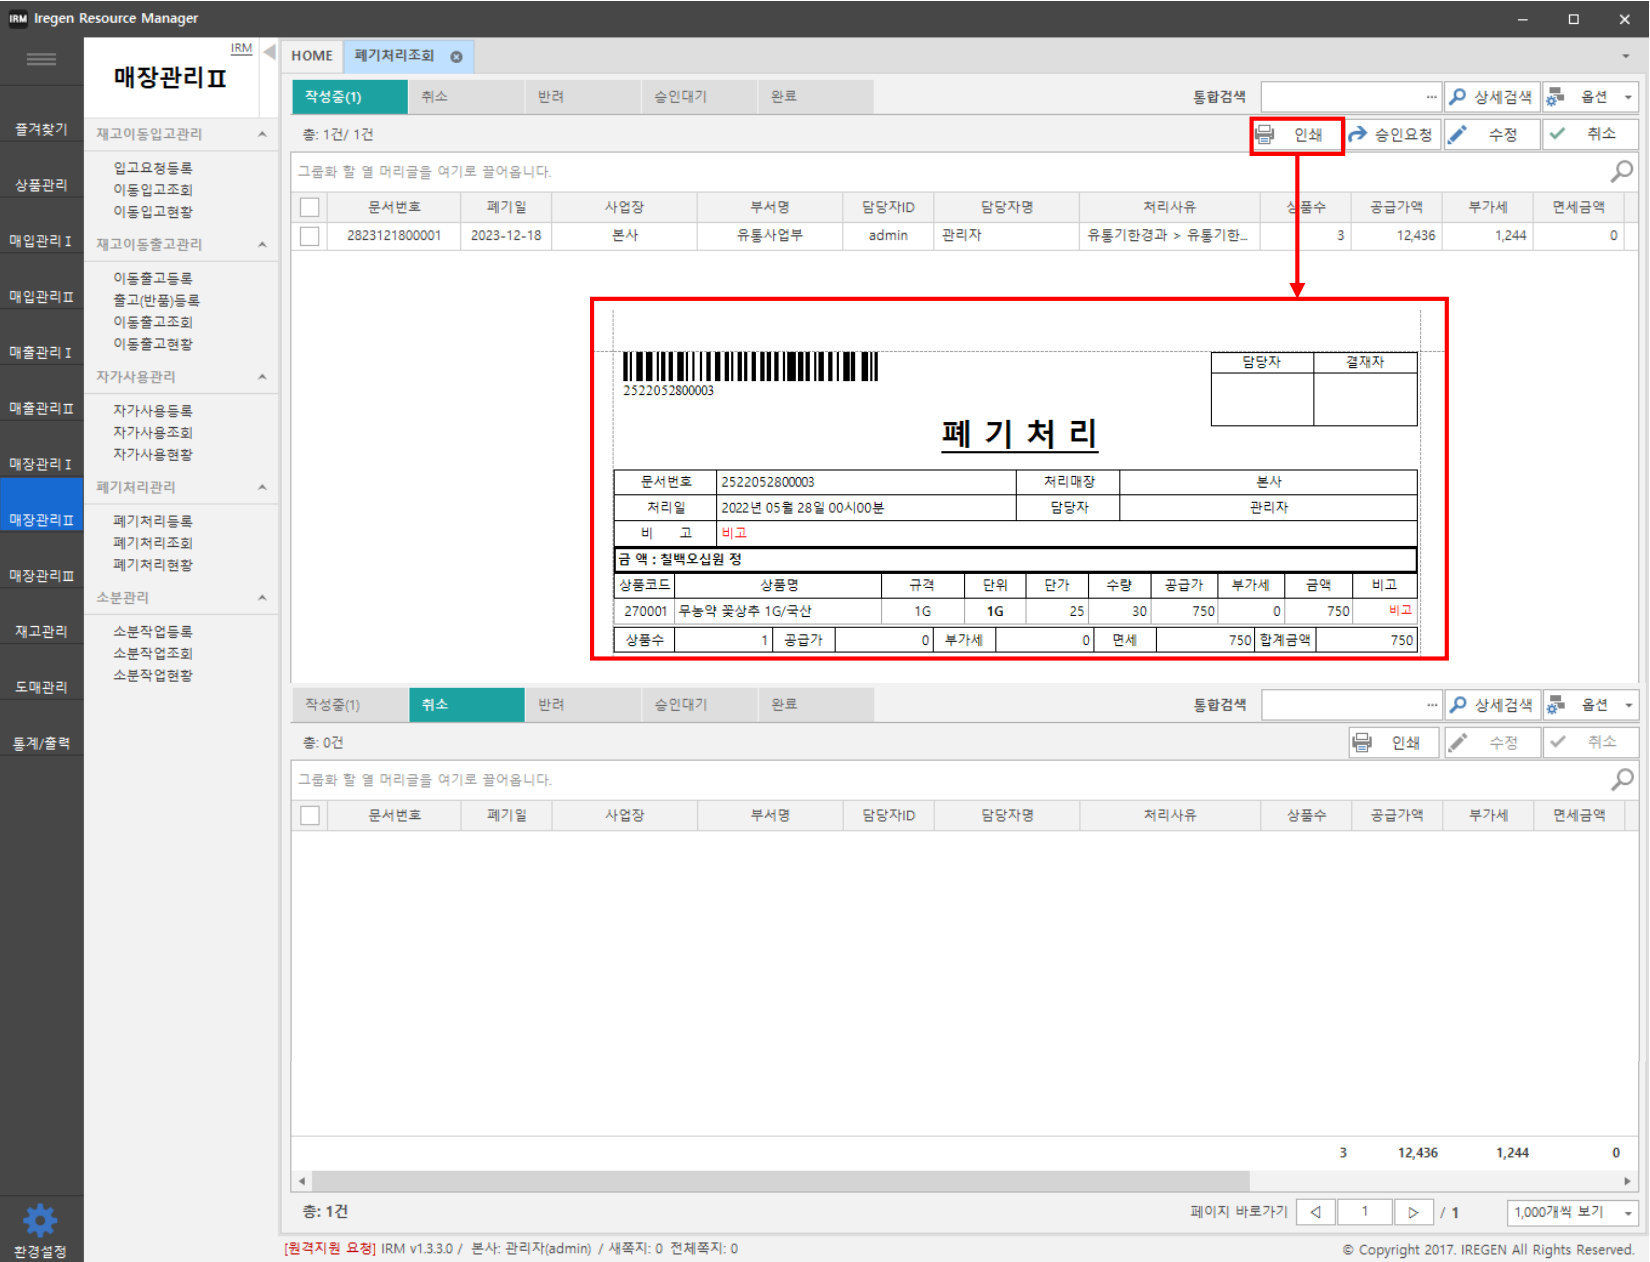 IRM Iregen Resource Manager
IRM
매장관리Ⅱ
즐겨찾기
상품관리
매입관리Ⅰ
매입관리Ⅱ
매출관리Ⅰ
매출관리Ⅱ
매장관리Ⅰ
매장관리Ⅱ
매장관리Ⅲ
재고관리
도매관리
통계/출력
환경설정
재고이동입고관리
입고요청등록
이동입고조회
이동입고현황
재고이동출고관리
이동출고등록
출고(반품)등록
이동출고조회
이동출고현황
자가사용관리
자가사용등록
자가사용조회
자가사용현황
폐기처리관리
폐기처리등록
폐기처리조회
폐기처리현황
소분관리
소분작업등록
소분작업조회
소분작업현황
HOME 폐기처리조회
작성중(1) 취소 반려 승인대기 완료 통합검색 ... 상세검색 옵션
총: 1건/ 1건 인쇄 승인요청 수정 취소
그룹화 할 열 머리글을 여기로 끌어옵니다.
문서번호 폐기일 사업장 부서명 담당자ID 담당자명 처리사유 상품수 공급가액 부가세 면세금액
2823121800001 2023-12-18 본사 유통사업부 admin 관리자 유통기한경과 > 유통기한... 3 12,436 1,244 0
담당자 결재자
2522052800003
폐 기 처 리
문서번호 2522052800003 처리매장 본사
처리일 2022년 05월 28일 00시00분 담당자 관리자
비 고 비고
금 액 : 칠백오십원 정
상품코드 상품명 규격 단위 단가 수량 공급가 부가세 금액 비고
270001 무농약 꽃상추 1G/국산 1G 1G 25 30 750 0 750 비고
상품수 1 공급가 0 부가세 0 면세 750 합계금액 750
작성중(1) 취소 반려 승인대기 완료 통합검색 ... 상세검색 옵션
총: 0건 인쇄 수정 취소
그룹화 할 열 머리글을 여기로 끌어옵니다.
문서번호 폐기일 사업장 부서명 담당자ID 담당자명 처리사유 상품수 공급가액 부가세 면세금액
3 12,436 1,244 0
총: 1건 페이지 바로가기 1 / 1 1,000개씩 보기
[원격지원 요청] IRM v1.3.3.0 / 본사: 관리자(admin) / 새쪽지: 0 전체쪽지: 0 © Copyright 2017. IREGEN All Rights Reserved.